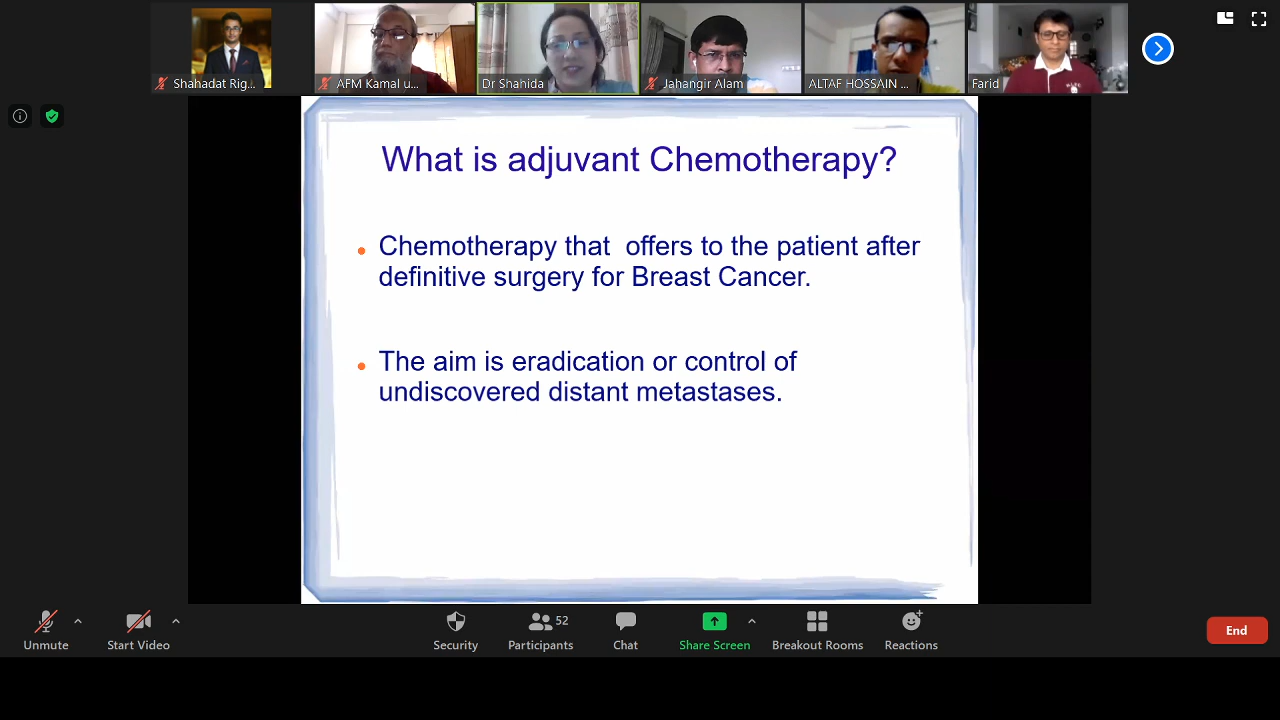 Shahadat Rig...
AFM Kamal u...
Dr Shahida
Jahangir Alam
ALTAF HOSSAIN ...
Farid
What is adjuvant Chemotherapy?
Chemotherapy that  offers to the patient after
definitive surgery for Breast Cancer.
The aim is eradication or control of
undiscovered distant metastases.
Unmute
Start Video
Security
52
Participants
Chat
Share Screen
Breakout Rooms
Reactions
End